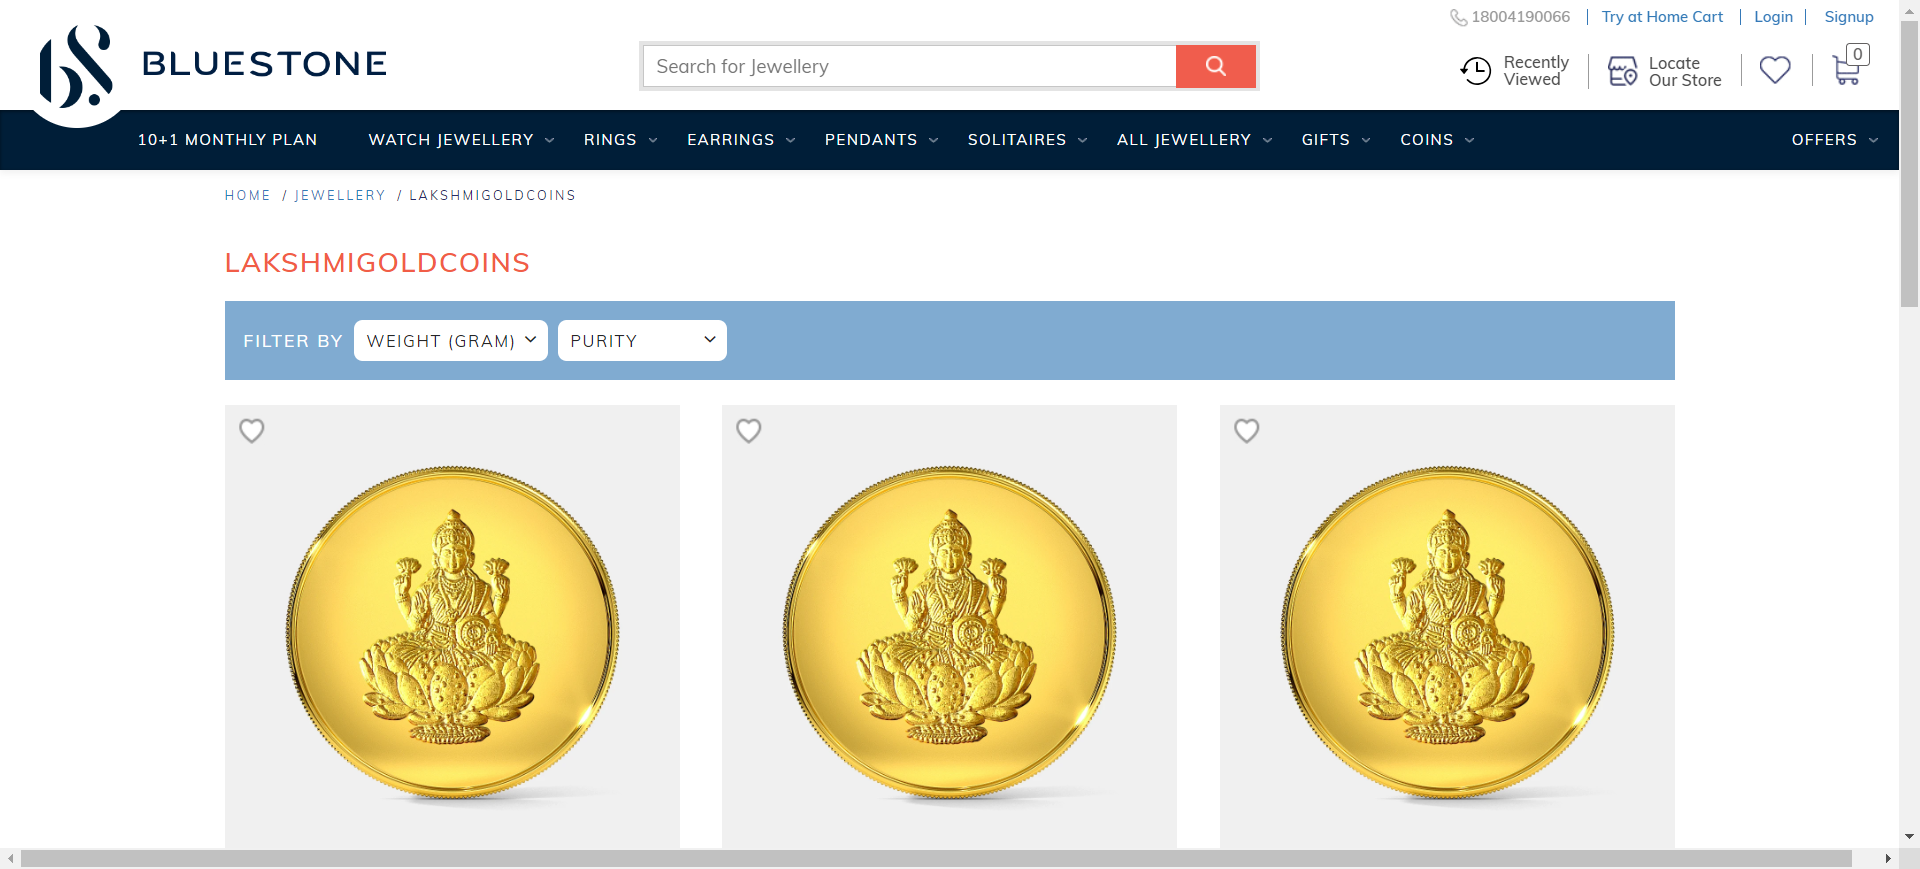 18004190066
Try at Home Cart
Login
Signup
BLUESTONE
Search for Jewellery
Recently
Viewed
Locate
Our Store
0
10+1 MONTHLY PLAN
WATCH JEWELLERY
RINGS
EARRINGS
PENDANTS
SOLITAIRES
ALL JEWELLERY
GIFTS
COINS
OFFERS
HOME / JEWELLERY / LAKSHMIGOLDCOINS
LAKSHMIGOLDCOINS
FILTER BY
WEIGHT (GRAM)
PURITY